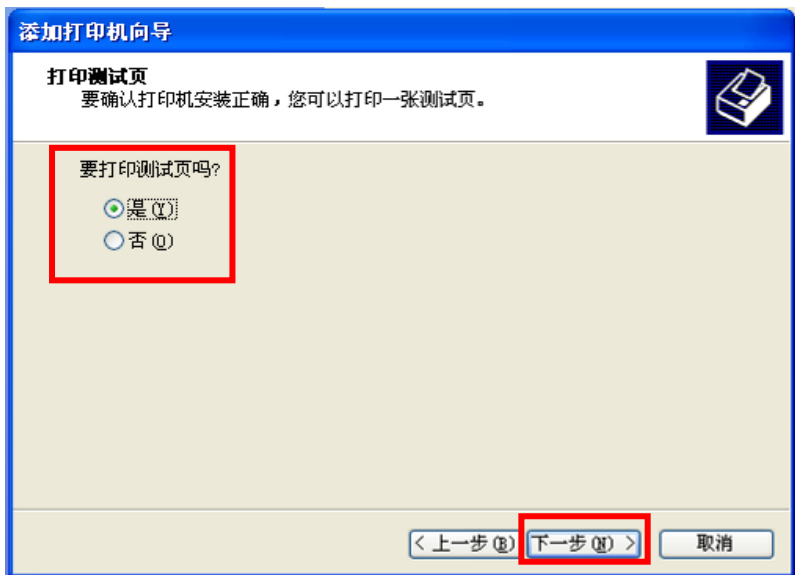 添加打印机向导
打印测试页
要确认打印机安装正确，您可以打印一张测试页。
要打印测试页吗?
是(Y)
否(O)
< 上一步(B) 下一步(N) > 取消